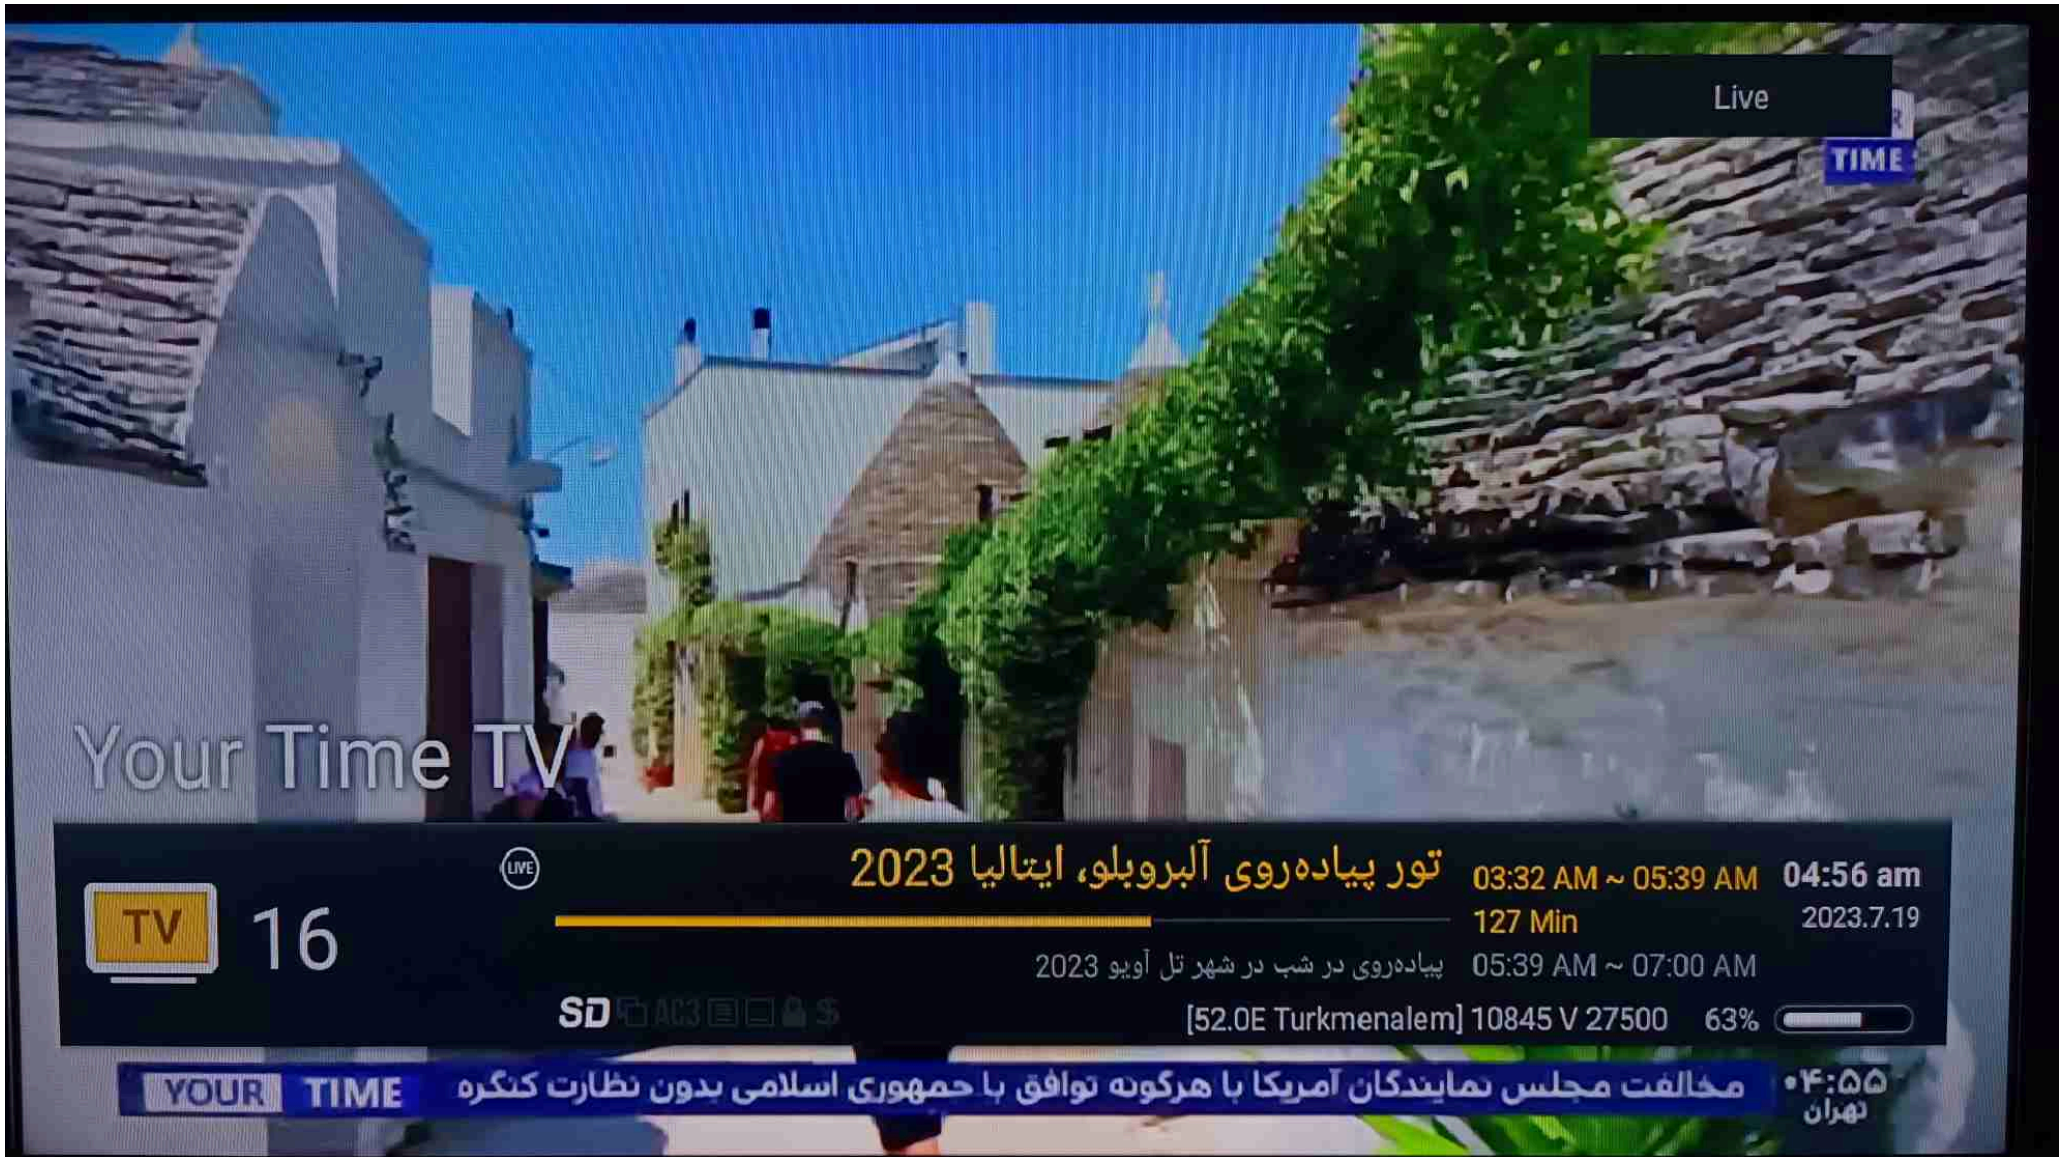 Live
R
TIME
Your Time TV
LIVE
تور پیاده‌روی آلبروبلو، ایتالیا 2023
03:32 AM ~ 05:39 AM
04:56 am
TV
16
127 Min
2023.7.19
پیاده‌روی در شب در شهر تل آویو 2023
05:39 AM ~ 07:00 AM
SD AC3 $
[52.0E Turkmenalem] 10845 V 27500 63%
YOUR TIME
مخالفت مجلس نمایندگان آمریکا با هرگونه توافق با جمهوری اسلامی بدون نظارت کنگره
۰۴:۵۵
تهران